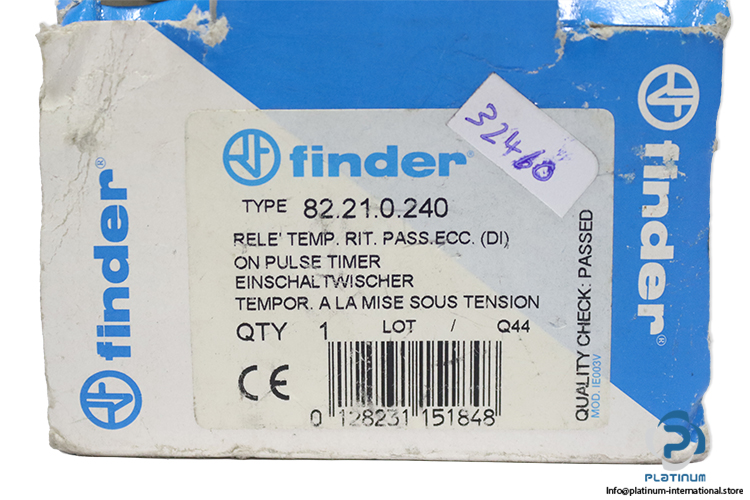 finder®
TYPE 82.21.0.240
RELE' TEMP. RIT. PASS.ECC. (DI)
ON PULSE TIMER
EINSCHALTWISCHER
TEMPOR. A LA MISE SOUS TENSION
QTY 1 LOT / Q44
CE
0 128231 151848
QUALITY CHECK: PASSED
MOD. IE003V
32460
finder®
finder®
PLATINUM
Info@platinum-international.store